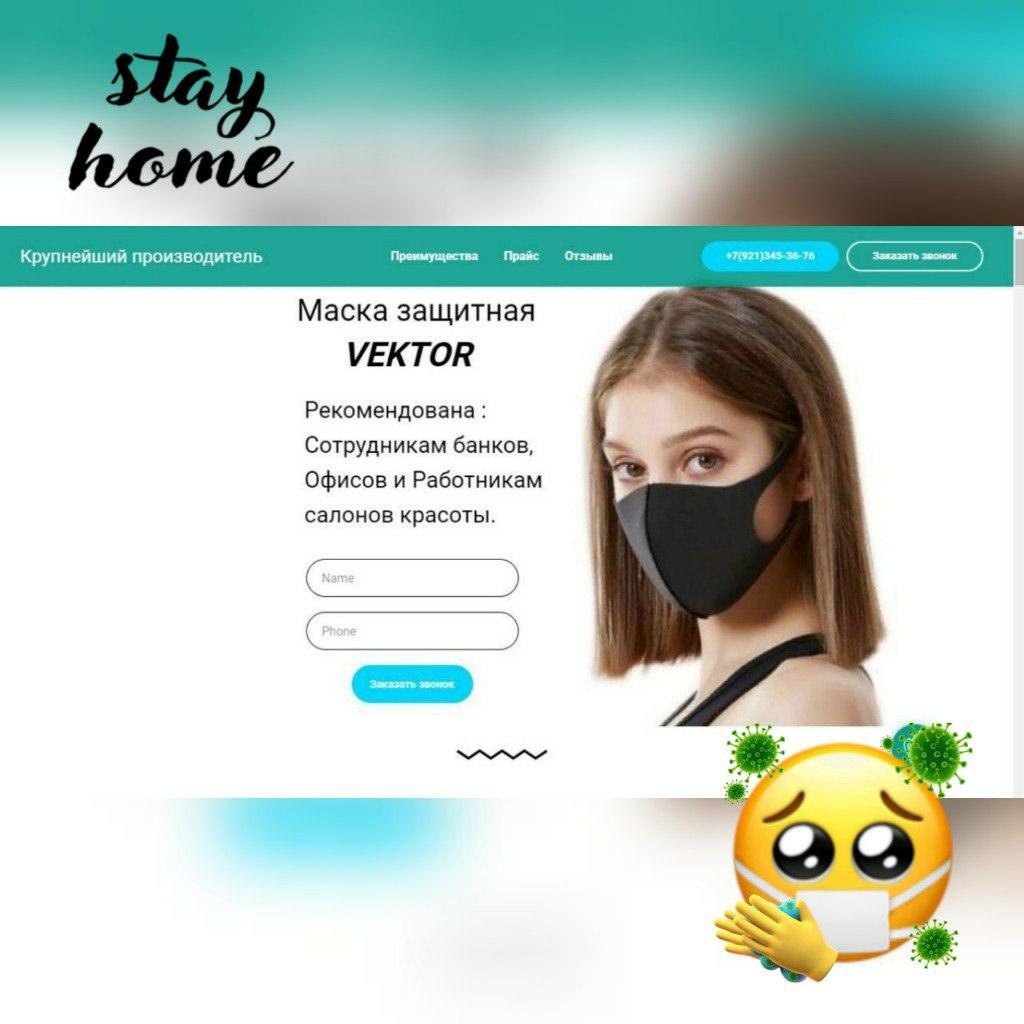 stay
home
Крупнейший производитель
Преимущества Прайс Отзывы
+7(921)345-36-76
Заказать звонок
Маска защитная
VEKTOR
Рекомендована :
Сотрудникам банков,
Офисов и Работникам
салонов красоты.
Name
Phone
Заказать звонок